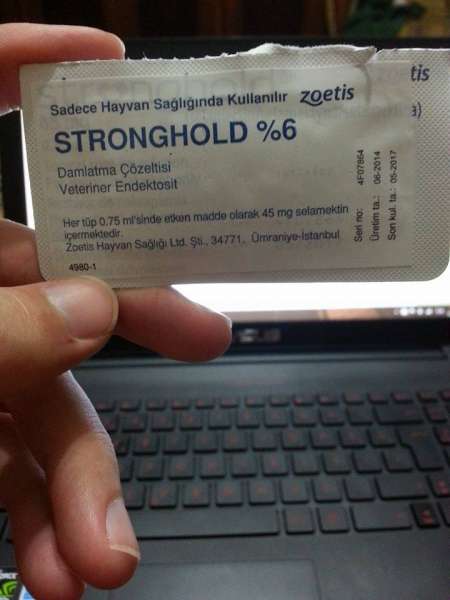 Sadece Hayvan Sağlığında Kullanılır zoetis
STRONGHOLD %6
Damlatma Çözeltisi
Veteriner Endektosit
Her tüp 0.75 ml'sinde etken madde olarak 45 mg selamektin
içermektedir.
Zoetis Hayvan Sağlığı Ltd. Şti., 34771, Ümraniye-İstanbul
4980-1
Seri no: 4F07864
Üretim ta.: 06-2014
Son kul. ta.: 05-2017
tis
ASUS